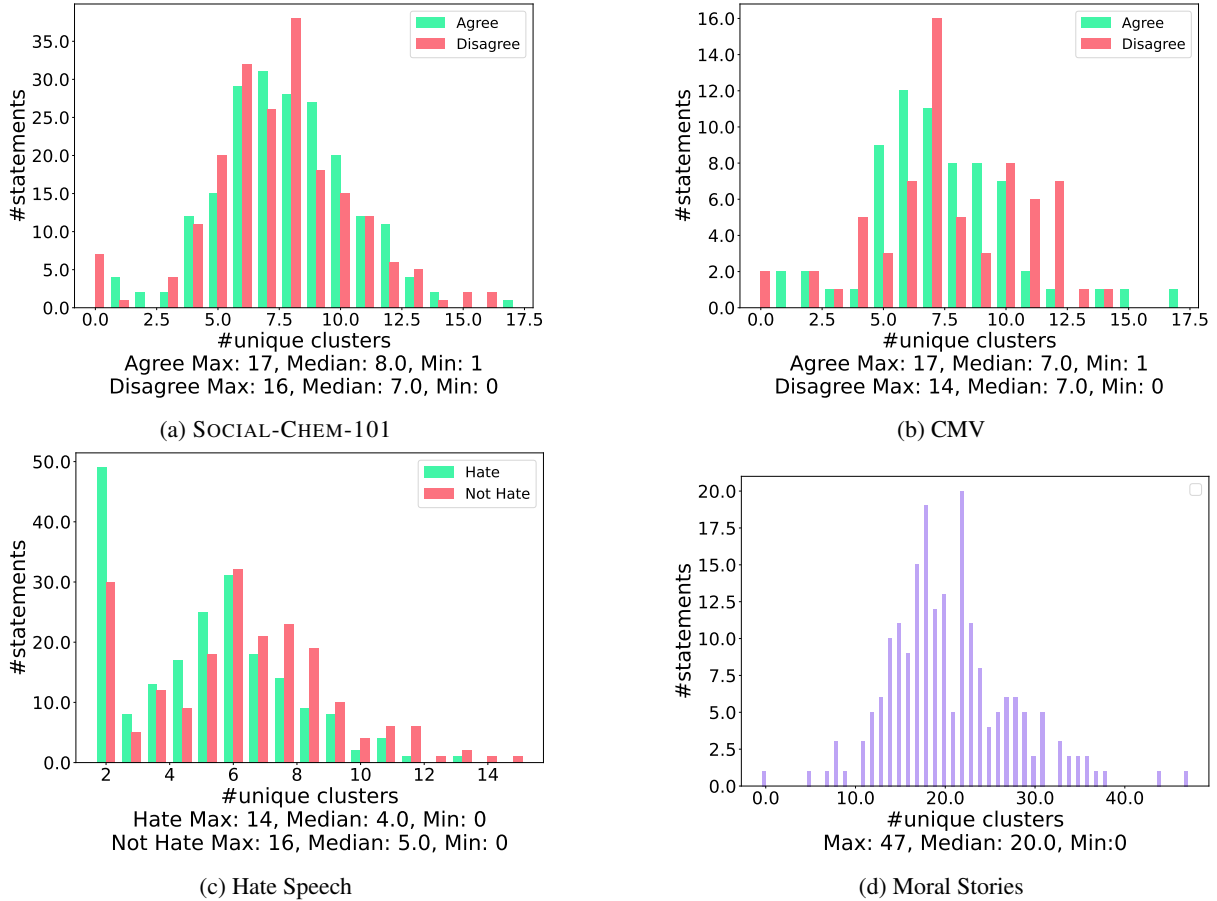 Agree
Disagree
35.0
30.0
25.0
20.0
15.0
10.0
5.0
0.0
#statements
0.0 2.5 5.0 7.5 10.0 12.5 15.0 17.5
#unique clusters
Agree Max: 17, Median: 8.0, Min: 1
Disagree Max: 16, Median: 7.0, Min: 0
(a) SOCIAL-CHEM-101
Agree
Disagree
16.0
14.0
12.0
10.0
8.0
6.0
4.0
2.0
0.0
#statements
0.0 2.5 5.0 7.5 10.0 12.5 15.0 17.5
#unique clusters
Agree Max: 17, Median: 7.0, Min: 1
Disagree Max: 14, Median: 7.0, Min: 0
(b) CMV
Hate
Not Hate
50.0
40.0
30.0
20.0
10.0
0.0
#statements
2 4 6 8 10 12 14
#unique clusters
Hate Max: 14, Median: 4.0, Min: 0
Not Hate Max: 16, Median: 5.0, Min: 0
(c) Hate Speech
20.0
17.5
15.0
12.5
10.0
7.5
5.0
2.5
0.0
#statements
0.0 10.0 20.0 30.0 40.0
#unique clusters
Max: 47, Median: 20.0, Min:0
(d) Moral Stories